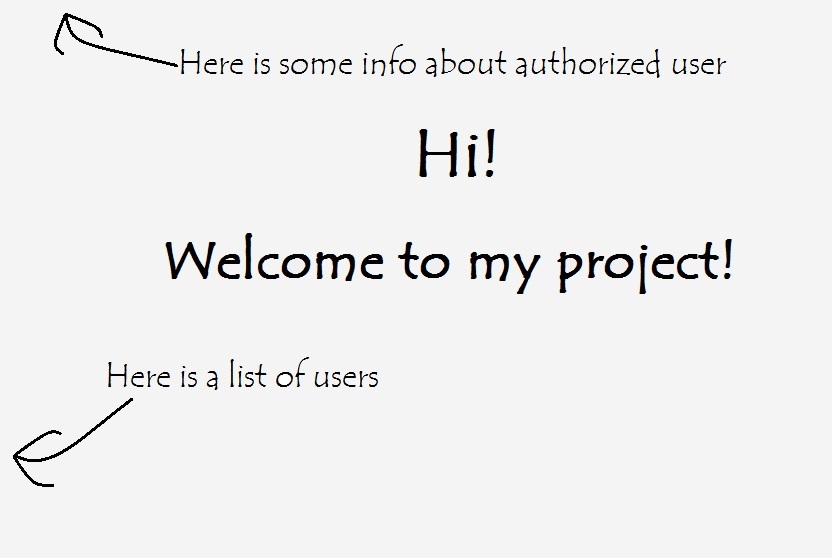 Here is some info about authorized user
Hi!
Welcome to my project!
Here is a list of users